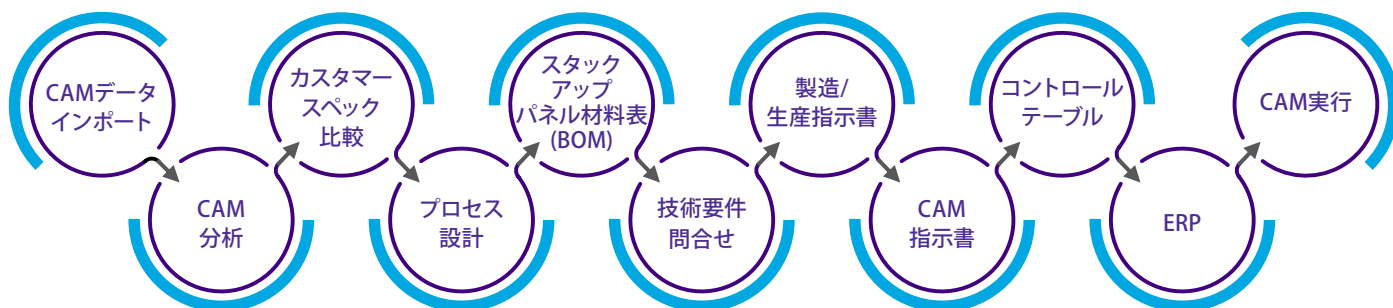 CAMデータ
インポート
CAM
分析
カスタマー
スペック
比較
プロセス
設計
スタック
アップ
パネル材料表
(BOM)
技術要件
問合せ
製造/
生産指示書
CAM
指示書
コントロール
テーブル
ERP
CAM実行